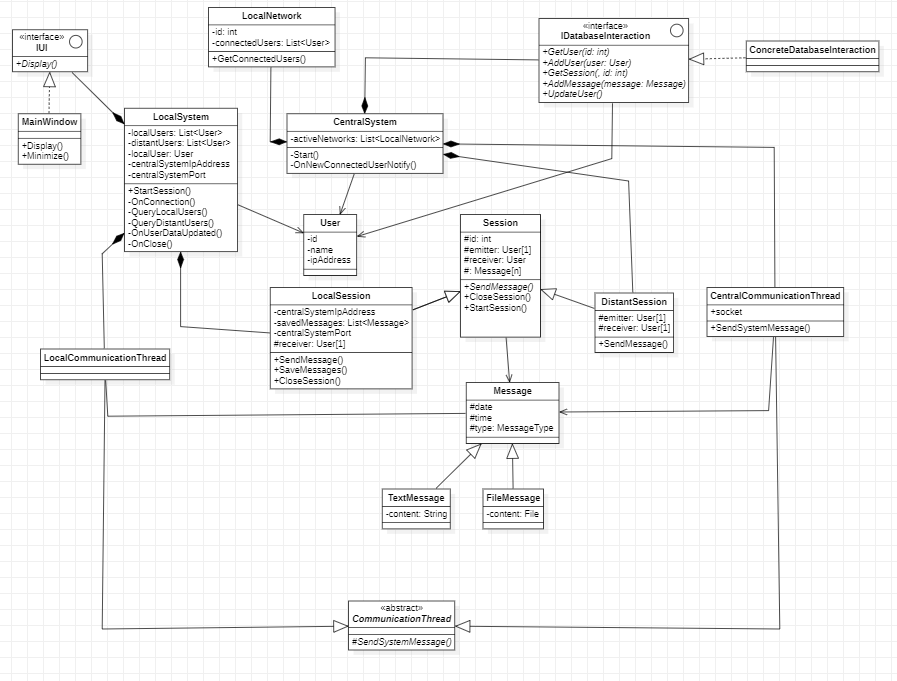 LocalNetwork
-id: int
-connectedUsers: List<User>
+GetConnectedUsers()
«interface»
IUI
+Display()
«interface»
IDatabaseInteraction
+GetUser(id: int)
+AddUser(user: User)
+GetSession(, id: int)
+AddMessage(message: Message)
+UpdateUser()
ConcreteDatabaseInteraction
MainWindow
+Display()
+Minimize()
LocalSystem
-localUsers: List<User>
-distantUsers: List<User>
-localUser: User
-centralSystemIpAddress
-centralSystemPort
+StartSession()
-OnConnection()
-QueryLocalUsers()
-QueryDistantUsers()
-OnUserDataUpdated()
-OnClose()
CentralSystem
-activeNetworks: List<LocalNetwork>
-Start()
-OnNewConnectedUserNotify()
User
-id
-name
-ipAddress
Session
#id: int
#emitter: User[1]
#receiver: User
#: Message[n]
+SendMessage()
+CloseSession()
+StartSession()
LocalSession
-centralSystemIpAddress
-savedMessages: List<Message>
-centralSystemPort
#receiver: User[1]
+SendMessage()
+SaveMessages()
+CloseSession()
DistantSession
#emitter: User[1]
#receiver: User[1]
+SendMessage()
CentralCommunicationThread
+socket
+SendSystemMessage()
LocalCommunicationThread
Message
#date
#time
#type: MessageType
TextMessage
-content: String
FileMessage
-content: File
«abstract»
CommunicationThread
#SendSystemMessage()